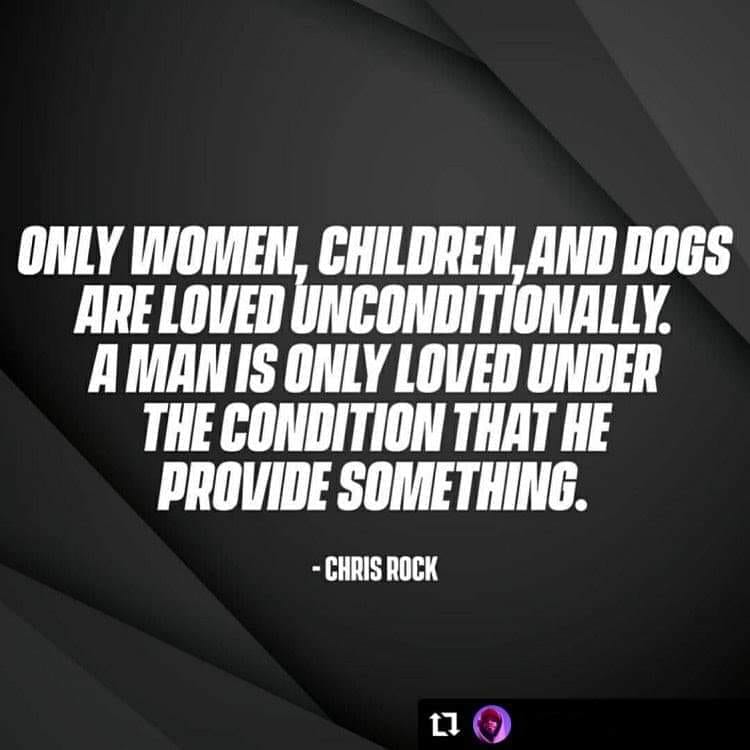 ONLY WOMEN, CHILDREN,AND DOGS
ARE LOVED UNCONDITIONALLY.
A MAN IS ONLY LOVED UNDER
THE CONDITION THAT HE
PROVIDE SOMETHING.
- CHRIS ROCK